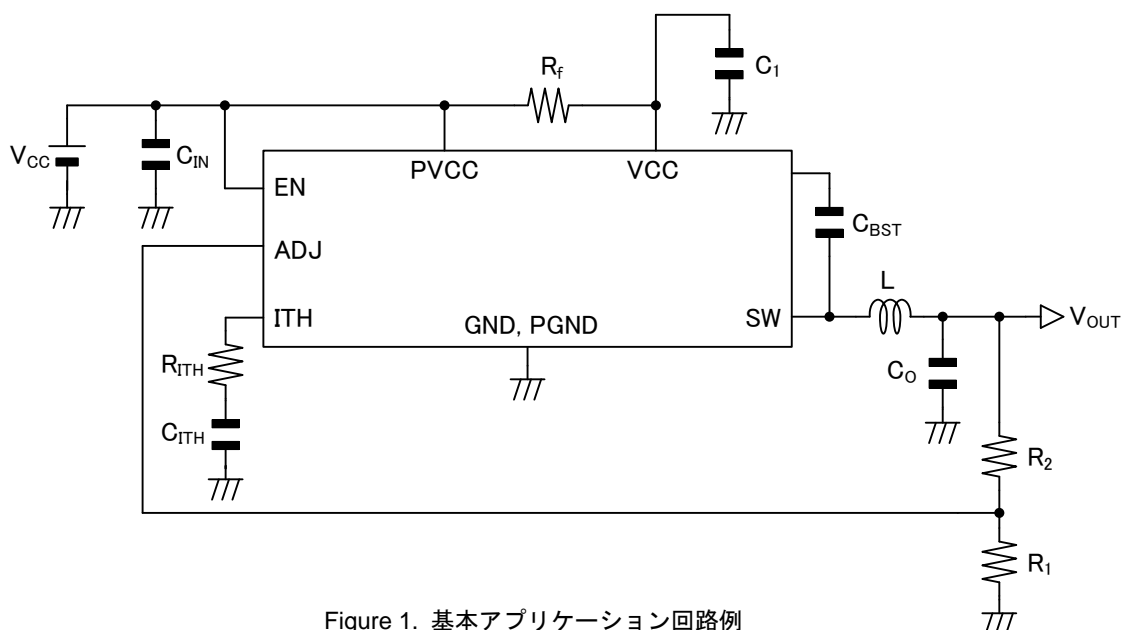 C1
Rf
VCC
CIN
PVCC
VCC
EN
ADJ
ITH
GND, PGND
SW
CBST
L
VOUT
RITH
CITH
CO
R2
R1
Figure 1. 基本アプリケーション回路例